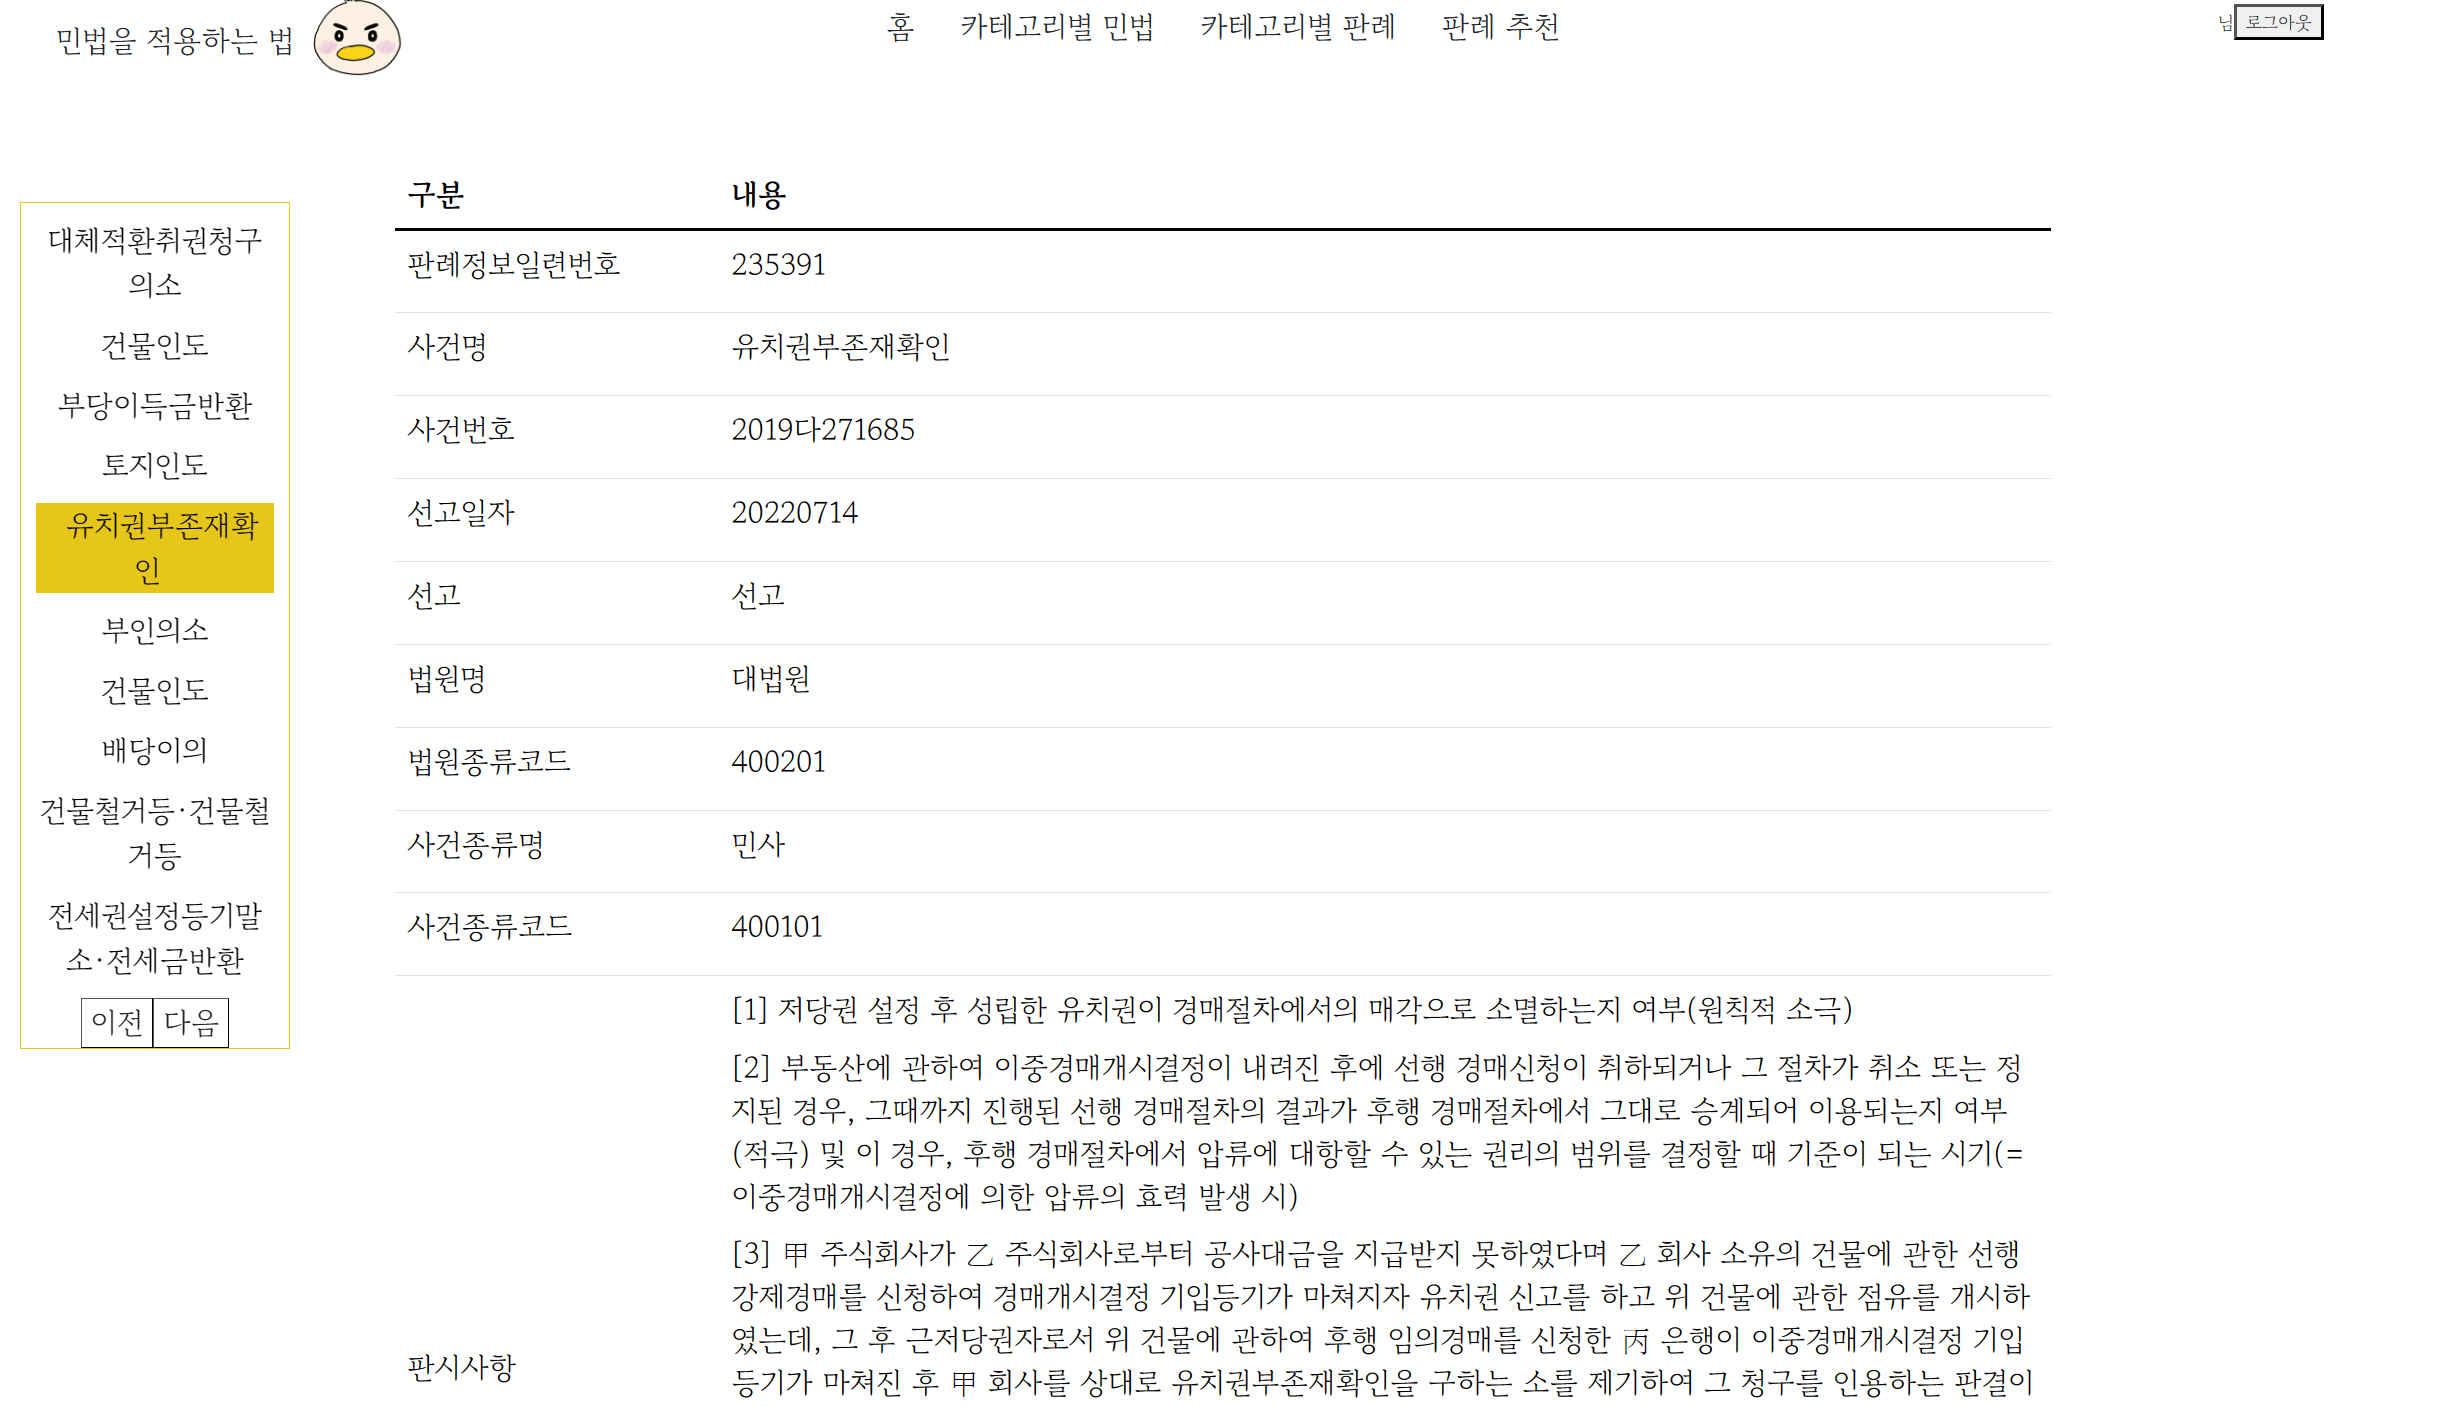 민법을 적용하는 법
홈 카테고리별 민법 카테고리별 판례 판례 추천
님 로그아웃
대체적환취권청구
의소
건물인도
부당이득금반환
토지인도
유치권부존재확
인
부인의소
건물인도
배당이의
건물철거등·건물철
거등
전세권설정등기말
소·전세금반환
이전 다음
구분 내용
판례정보일련번호 235391
사건명 유치권부존재확인
사건번호 2019다271685
선고일자 20220714
선고 선고
법원명 대법원
법원종류코드 400201
사건종류명 민사
사건종류코드 400101
판시사항
[1] 저당권 설정 후 성립한 유치권이 경매절차에서의 매각으로 소멸하는지 여부(원칙적 소극)
[2] 부동산에 관하여 이중경매개시결정이 내려진 후에 선행 경매신청이 취하되거나 그 절차가 취소 또는 정
지된 경우, 그때까지 진행된 선행 경매절차의 결과가 후행 경매절차에서 그대로 승계되어 이용되는지 여부
(적극) 및 이 경우, 후행 경매절차에서 압류에 대항할 수 있는 권리의 범위를 결정할 때 기준이 되는 시기(=
이중경매개시결정에 의한 압류의 효력 발생 시)
[3] 甲 주식회사가 乙 주식회사로부터 공사대금을 지급받지 못하였다며 乙 회사 소유의 건물에 관한 선행
강제경매를 신청하여 경매개시결정 기입등기가 마쳐지자 유치권 신고를 하고 위 건물에 관한 점유를 개시하
였는데, 그 후 근저당권자로서 위 건물에 관하여 후행 임의경매를 신청한 丙 은행이 이중경매개시결정 기입
등기가 마쳐진 후 甲 회사를 상대로 유치권부존재확인을 구하는 소를 제기하여 그 청구를 인용하는 판결이